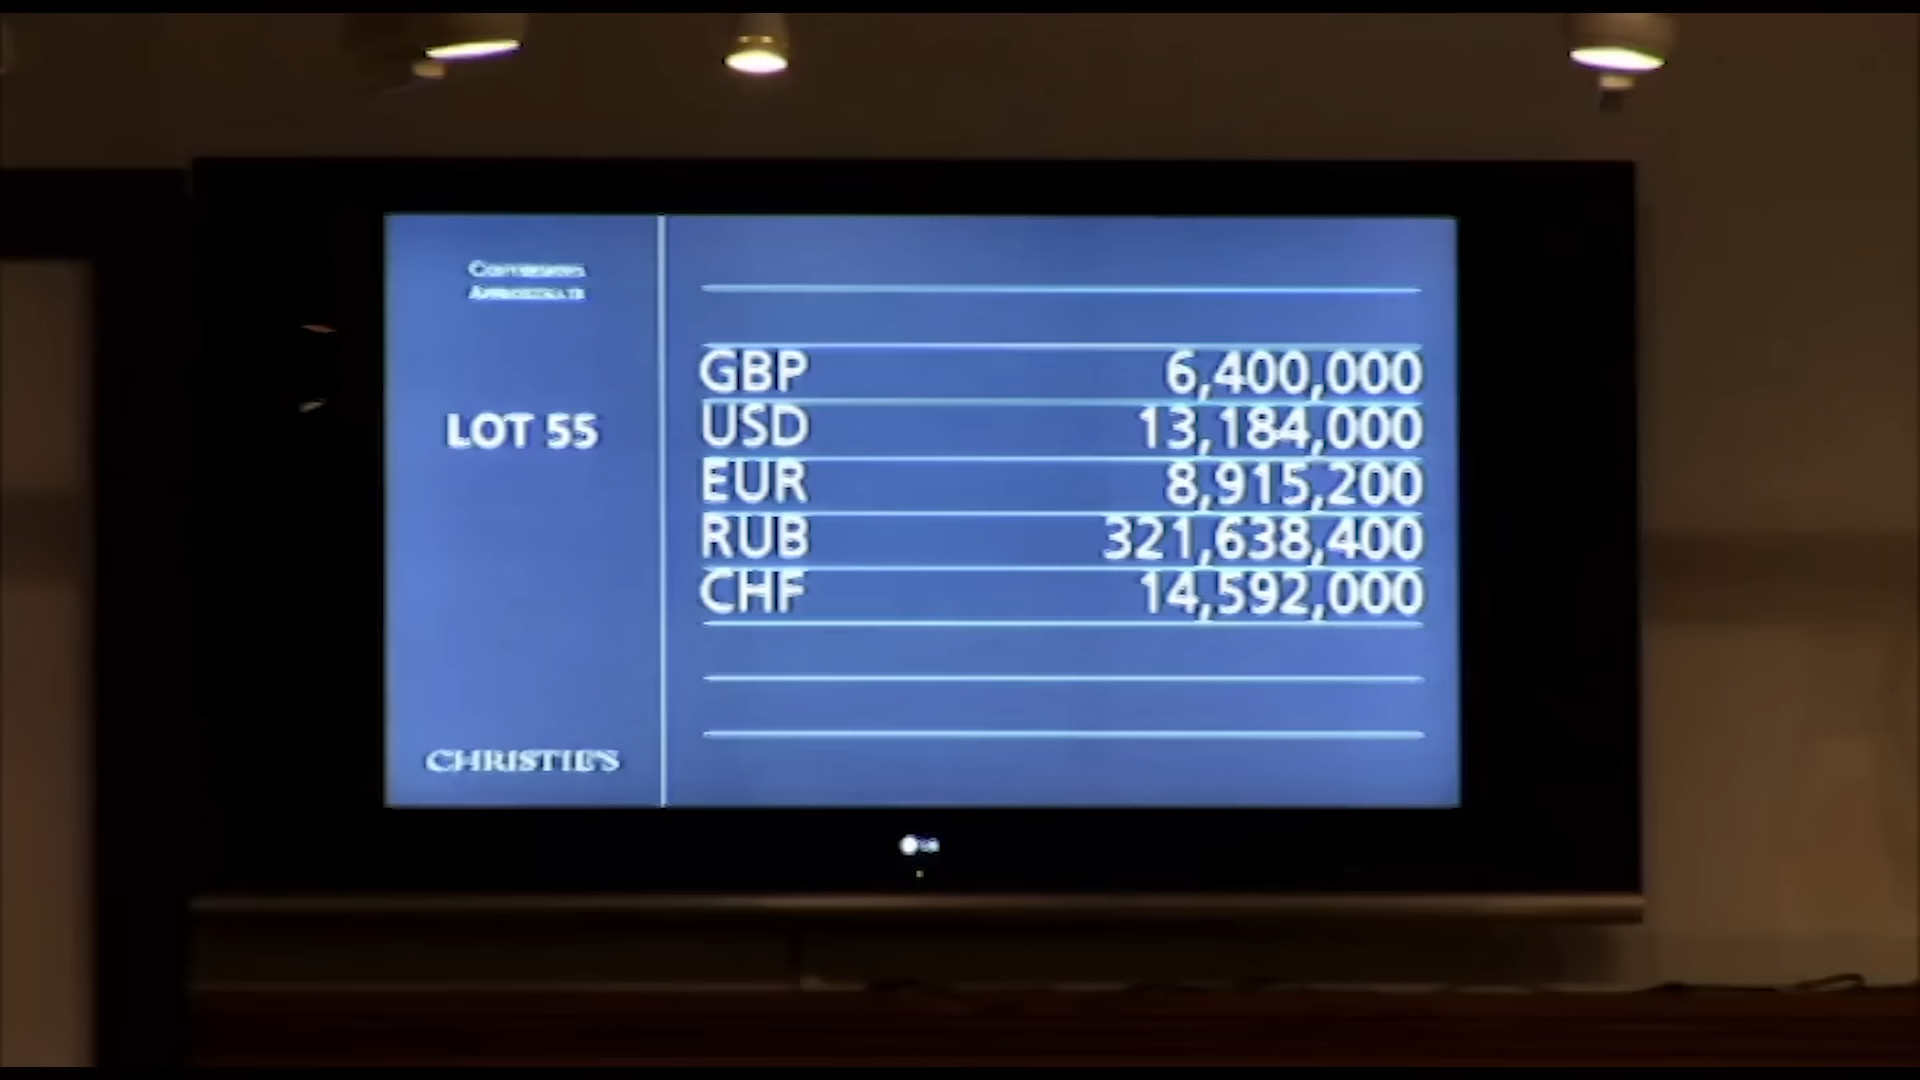 LOT 55
CHRISTIE'S
GBP 6,400,000
USD 13,184,000
EUR 8,915,200
RUB 321,638,400
CHF 14,592,000